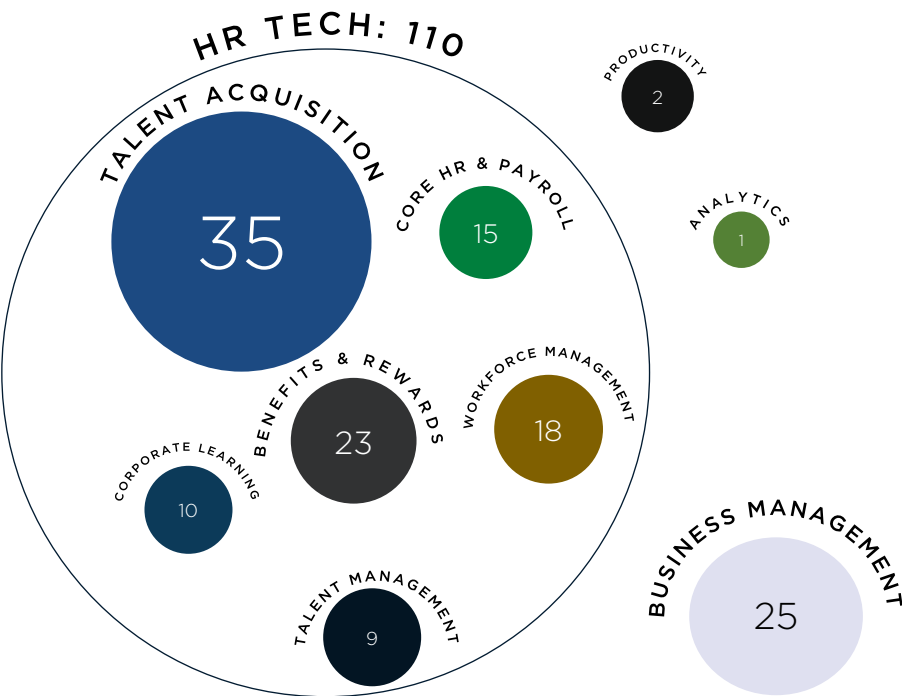 HR TECH: 110
PRODUCTIVITY
2
TALENT ACQUISITION
35
CORE HR & PAYROLL
15
ANALYTICS
1
BENEFITS & REWARDS
23
WORKFORCE MANAGEMENT
18
CORPORATE LEARNING
10
BUSINESS MANAGEMENT
25
TALENT MANAGEMENT
9